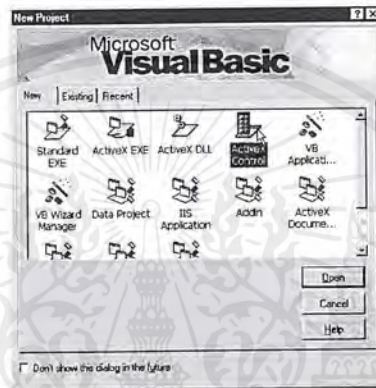 New Project
Microsoft
Visual Basic
New Existing Recent
Standard EXE
ActiveX EXE
ActiveX DLL
ActiveX Control
VB Applicati...
VB Wizard Manager
Data Project
IIS Application
Addin
ActiveX Docume...
Open
Cancel
Help
Don't show this dialog in the future